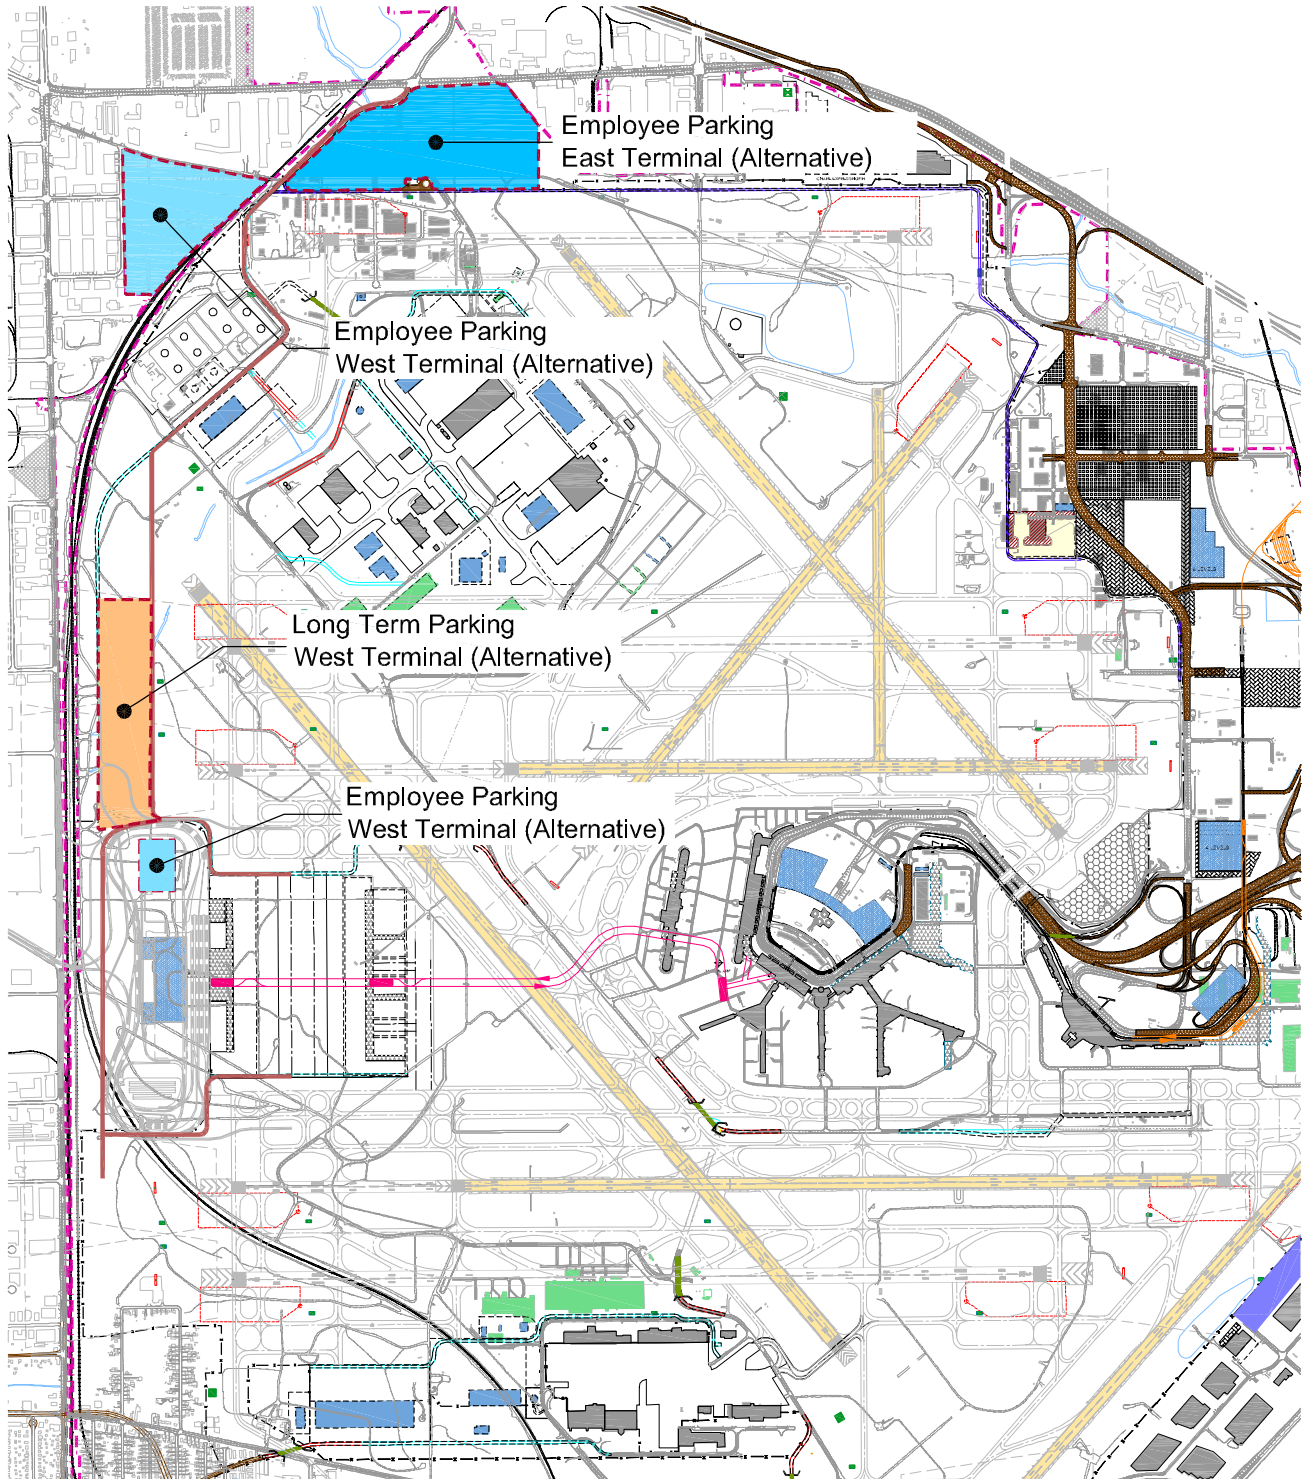 Employee Parking
East Terminal (Alternative)
Employee Parking
West Terminal (Alternative)
Long Term Parking
West Terminal (Alternative)
Employee Parking
West Terminal (Alternative)